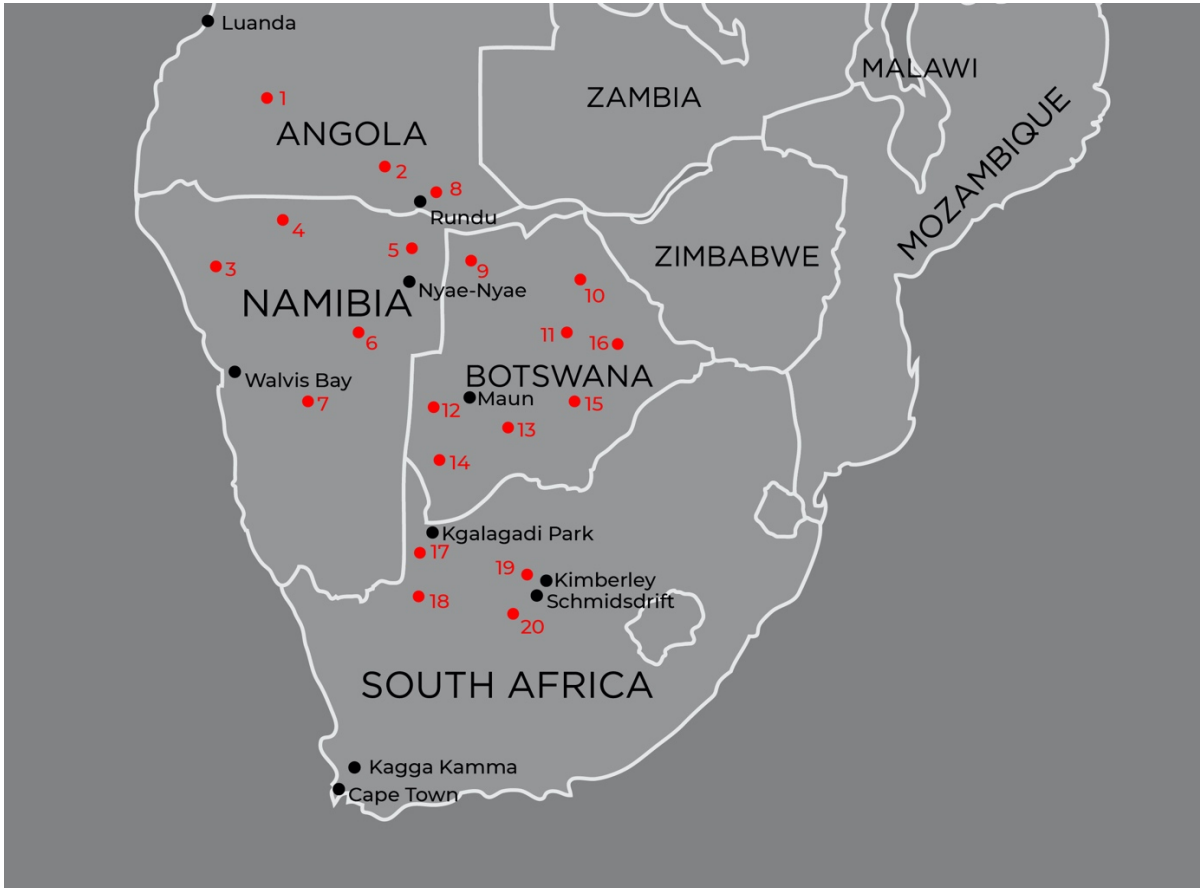 Luanda
MALAWI
ZAMBIA
1
ANGOLA
MOZAMBIQUE
2
8
Rundu
4
5
ZIMBABWE
9
3
Nyae-Nyae
10
NAMIBIA
11
6
16
BOTSWANA
Walvis Bay
Maun
7
12
15
13
14
Kgalagadi Park
17
19
Kimberley
18
Schmidsdrift
20
SOUTH AFRICA
Kagga Kamma
Cape Town